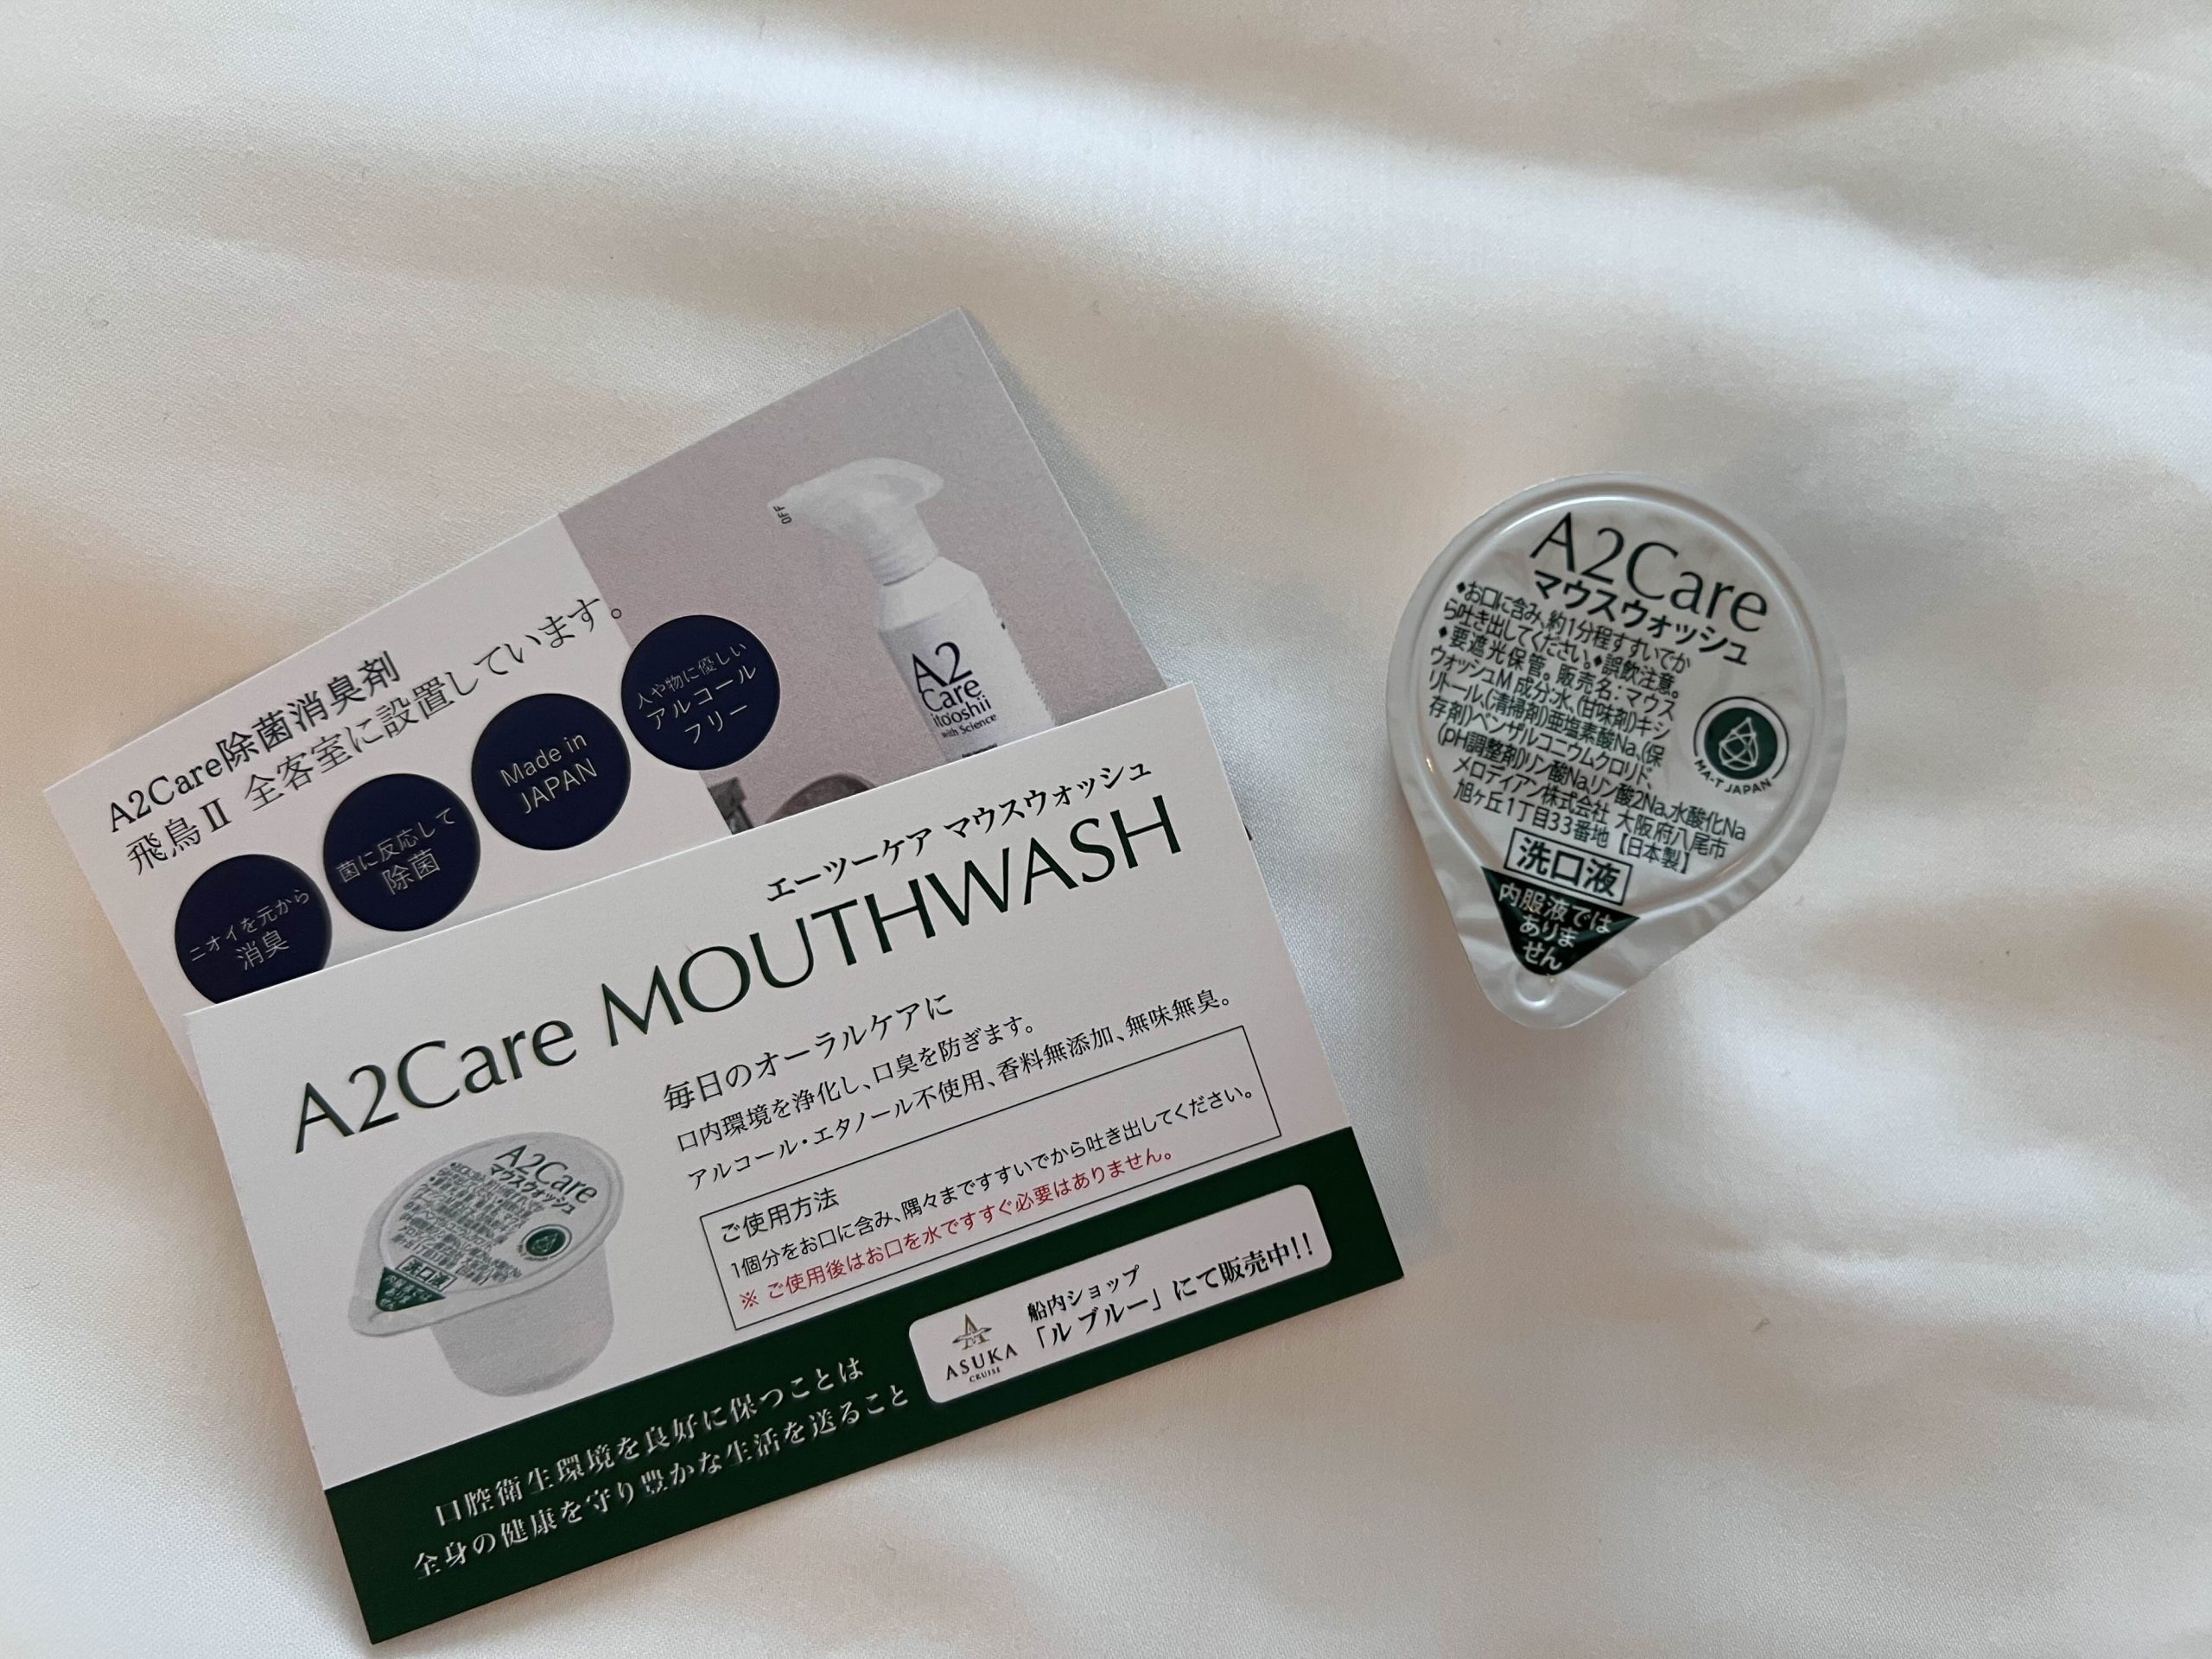 A2Care除菌消臭剤
飛鳥Ⅱ 全客室に設置しています。
ニオイを元から
消臭
菌に反応して
除菌
Made in
JAPAN
人や物に優しい
アルコール
フリー
OFF
A2
Care
ito'oshii
with Science
エーツーケア マウスウォッシュ
A2Care MOUTHWASH
毎日のオーラルケアに
口内環境を浄化し、口臭を防ぎます。
アルコール・エタノール不使用、香料無添加、無味無臭。
ご使用方法
1個分をお口に含み、隅々まですすいでから吐き出してください。
※ ご使用後はお口を水ですすぐ必要はありません。
A2Care
マウスウォッシュ
洗口液
ASUKA
CRUISE
船内ショップ
「ル ブルー」にて販売中!!
口腔衛生環境を良好に保つことは
全身の健康を守り豊かな生活を送ること
A2Care
マウスウォッシュ
♦お口に含み、約1分程すすいでか
ら吐き出してください。♦誤飲注意。
♦要遮光保管。販売名：マウス
ウォッシュM 成分:水、(甘味剤)キシ
リトール、(清掃剤)亜塩素酸Na、(保
存剤)ベンザルコニウムクロリド、
(pH調整剤)リン酸Na,リン酸2Na,水酸化Na
メロディアン株式会社 大阪府八尾市
旭ヶ丘1丁目33番地【日本製】
MA-T JAPAN
洗口液
内服液では
ありま
せん